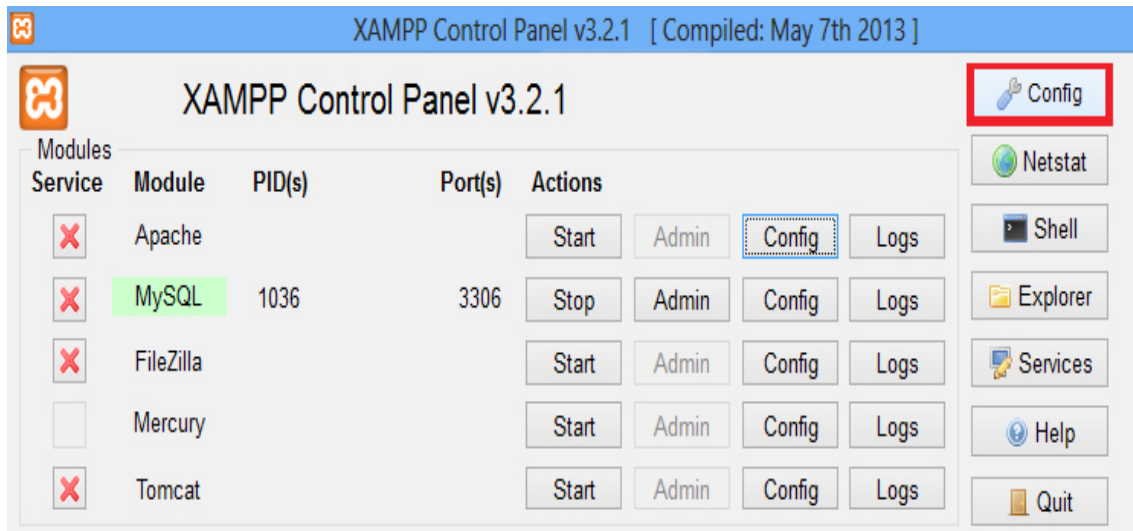 XAMPP Control Panel v3.2.1 [ Compiled: May 7th 2013 ]
XAMPP Control Panel v3.2.1
Config
Modules
Service Module PID(s) Port(s) Actions
Netstat
Apache Start Admin Config Logs
Shell
MySQL 1036 3306 Stop Admin Config Logs
Explorer
FileZilla Start Admin Config Logs
Services
Mercury Start Admin Config Logs
Help
Tomcat Start Admin Config Logs
Quit